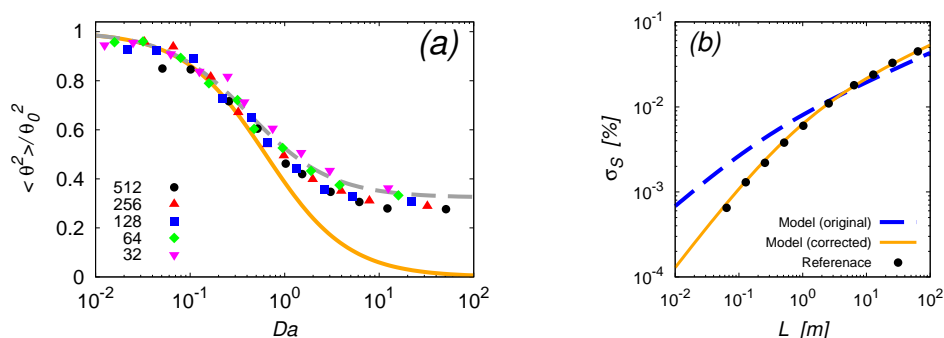 (a)
< θ² > / θ₀²
1
0.8
0.6
0.4
0.2
0
512
256
128
64
32
10⁻² 10⁻¹ 10⁰ 10¹ 10²
Da
(b)
σ_S [%]
10⁻¹
10⁻²
10⁻³
10⁻⁴
Model (original)
Model (corrected)
Referenace
10⁻² 10⁻¹ 10⁰ 10¹ 10²
L [m]